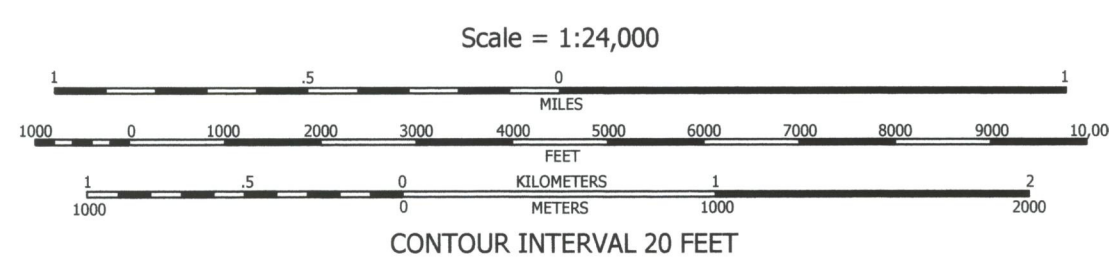 Scale = 1:24,000
1 .5 0 1
MILES
1000 0 1000 2000 3000 4000 5000 6000 7000 8000 9000 10,00
FEET
1 .5 0 KILOMETERS 1 2
1000 0 METERS 1000 2000
CONTOUR INTERVAL 20 FEET